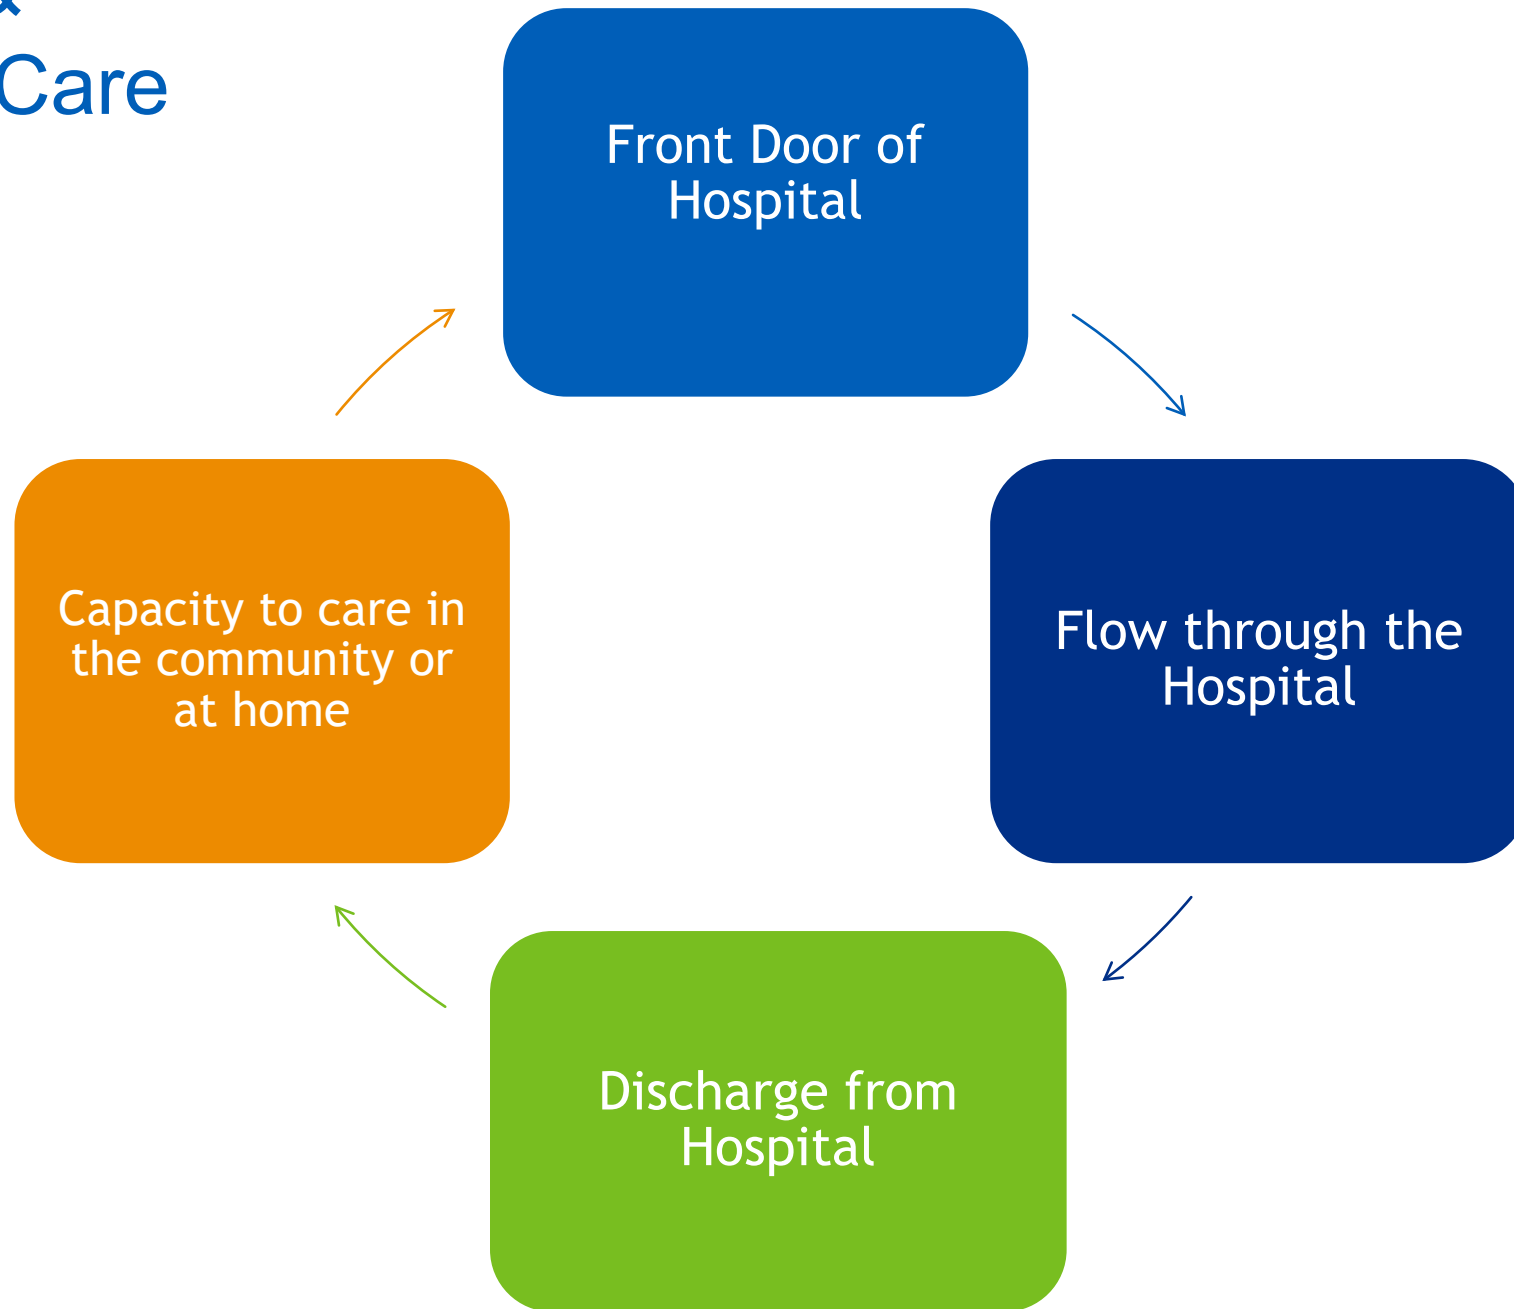 Care
Front Door of
Hospital
Capacity to care in
the community or
at home
Flow through the
Hospital
Discharge from
Hospital